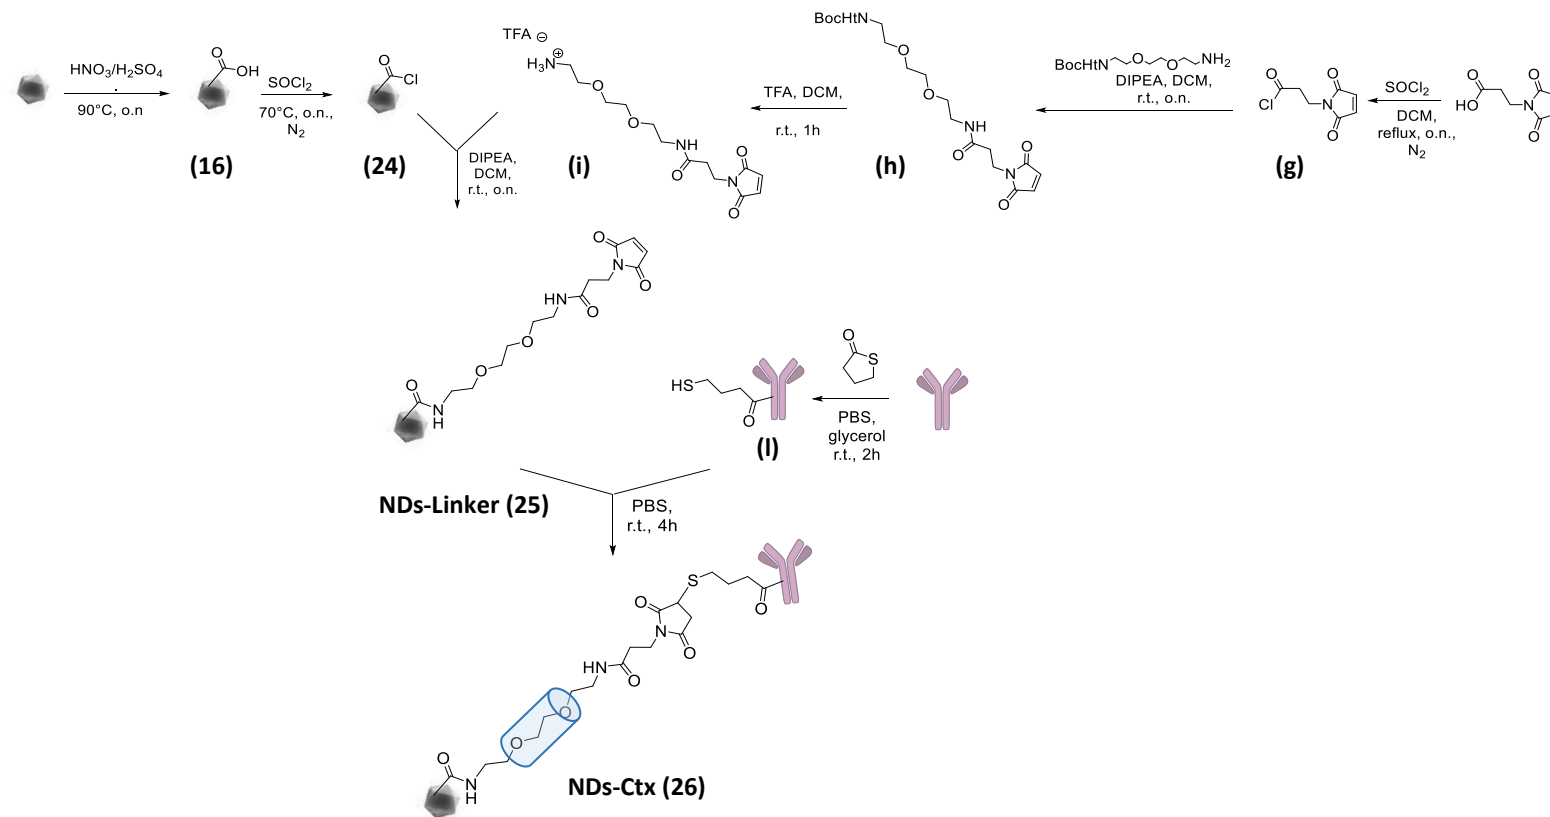 HNO3/H2SO4
.
90°C, o.n
O
OH
(16)
SOCl2
70°C, o.n.,
N2
O
Cl
(24)
DIPEA,
DCM,
r.t., o.n.
TFA ⊖
⊕
H3N
O
O
NH
O
N
O
O
(i)
TFA, DCM,
r.t., 1h
BocHtN
O
O
NH
O
N
O
O
(h)
BocHtN
O
O
NH2
DIPEA, DCM,
r.t., o.n.
O
Cl
N
O
O
(g)
SOCl2
DCM,
reflux, o.n.,
N2
O
HO
N
O
O
O
N
O
HN
O
O
O
O
N
H
NDs-Linker (25)
HS
O
(l)
O
S
PBS,
glycerol
r.t., 2h
PBS,
r.t., 4h
S
O
O
N
O
HN
O
O
O
O
N
H
NDs-Ctx (26)